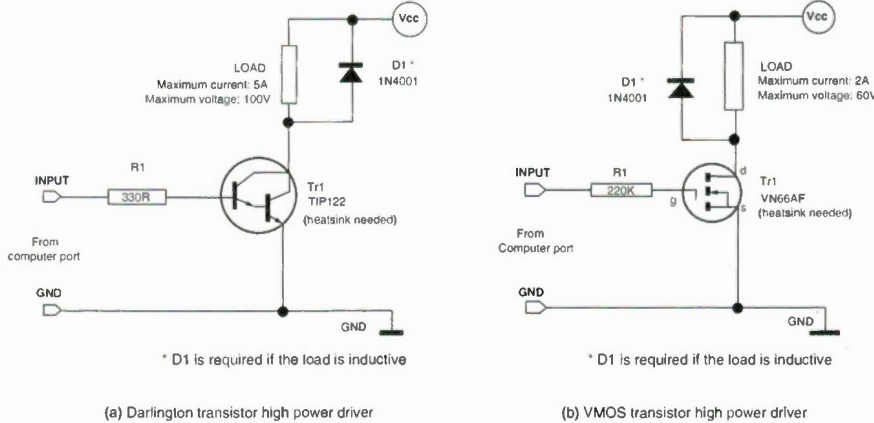 Vcc
LOAD
Maximum current: 5A
Maximum voltage: 100V
D1 *
1N4001
R1
INPUT
330R
Tr1
TIP122
(heatsink needed)
From
computer port
GND
GND
* D1 is required if the load is inductive
(a) Darlington transistor high power driver
Vcc
LOAD
Maximum current: 2A
Maximum voltage: 60V
D1 *
1N4001
R1
INPUT
220K
g
d
s
Tr1
VN66AF
(heatsink needed)
From
Computer port
GND
GND
* D1 is required if the load is inductive
(b) VMOS transistor high power driver